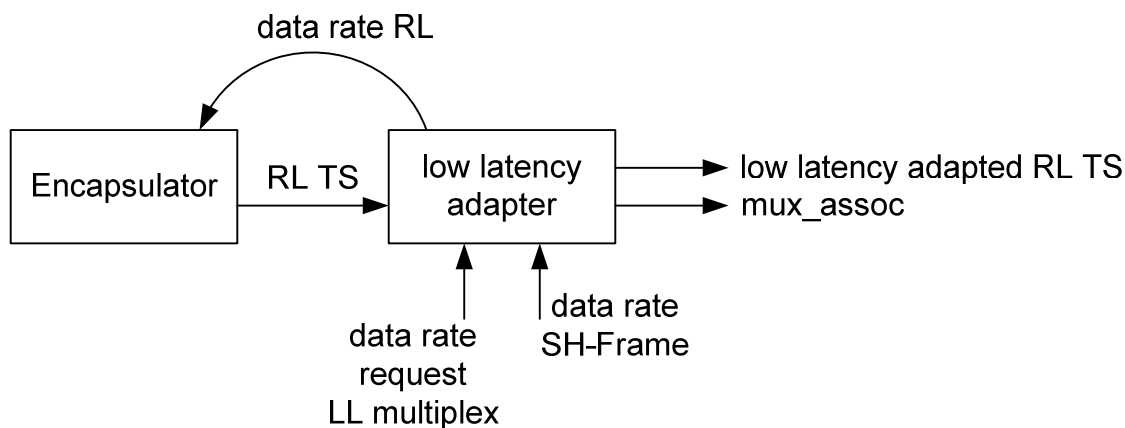 data rate RL
Encapsulator
RL TS
low latency
adapter
low latency adapted RL TS
mux_assoc
data rate
request
LL multiplex
data rate
SH-Frame